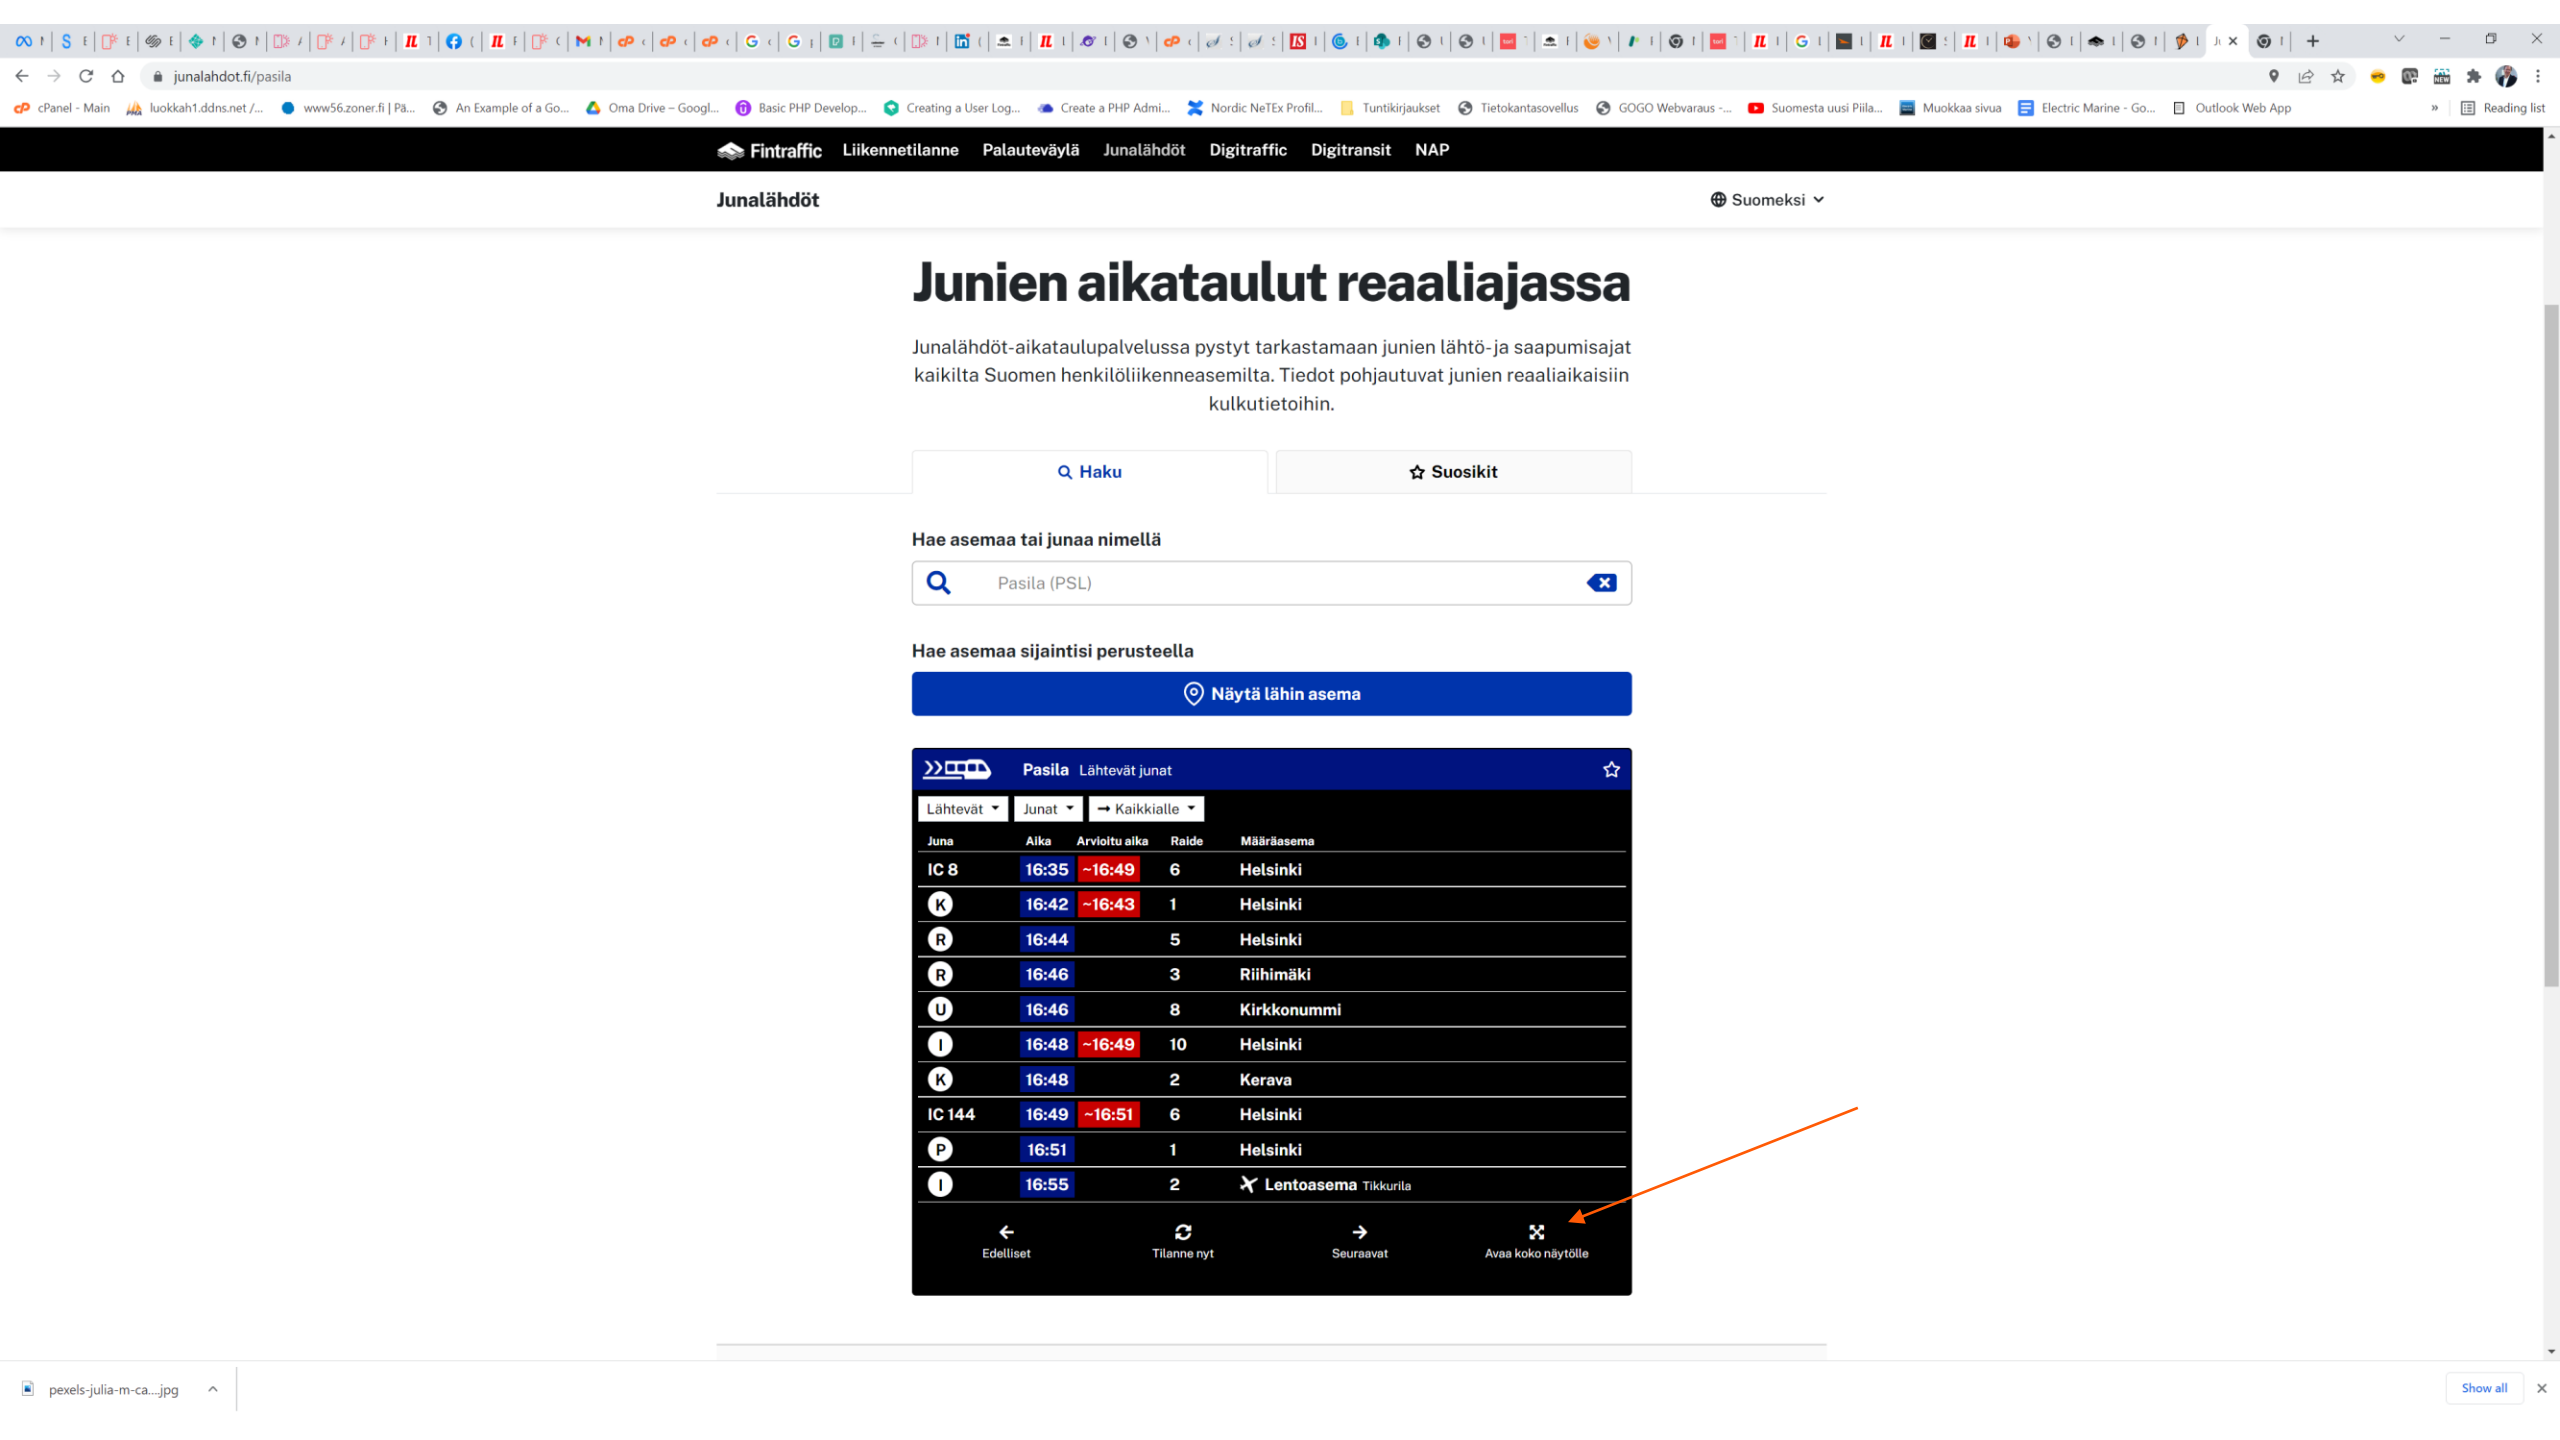 junalahdot.fi/pasila
cPanel - Main luokkah1.ddns.net /... www56.zoner.fi | Pä... An Example of a Go... Oma Drive – Googl... Basic PHP Develop... Creating a User Log... Create a PHP Admi... Nordic NeTEx Profil... Tuntikirjaukset Tietokantasovellus GOGO Webvaraus -... Suomesta uusi Piila... Muokkaa sivua Electric Marine - Go... Outlook Web App » Reading list
Fintraffic Liikennetilanne Palauteväylä Junalähdöt Digitraffic Digitransit NAP
Junalähdöt Suomeksi
Junien aikataulut reaaliajassa
Junalähdöt-aikataulupalvelussa pystyt tarkastamaan junien lähtö-ja saapumisajat
kaikilta Suomen henkilöliikenneasemilta. Tiedot pohjautuvat junien reaaliaikaisiin
kulkutietoihin.
Haku Suosikit
Hae asemaa tai junaa nimellä
Pasila (PSL)
Hae asemaa sijaintisi perusteella
Näytä lähin asema
Pasila Lähtevät junat
Lähtevät Junat → Kaikkialle
Juna Aika Arvioitu aika Raide Määräasema
IC 8 16:35 ~16:49 6 Helsinki
K 16:42 ~16:43 1 Helsinki
R 16:44 5 Helsinki
R 16:46 3 Riihimäki
U 16:46 8 Kirkkonummi
I 16:48 ~16:49 10 Helsinki
K 16:48 2 Kerava
IC 144 16:49 ~16:51 6 Helsinki
P 16:51 1 Helsinki
I 16:55 2 Lentoasema Tikkurila
Edelliset Tilanne nyt Seuraavat Avaa koko näytölle
pexels-julia-m-ca....jpg Show all